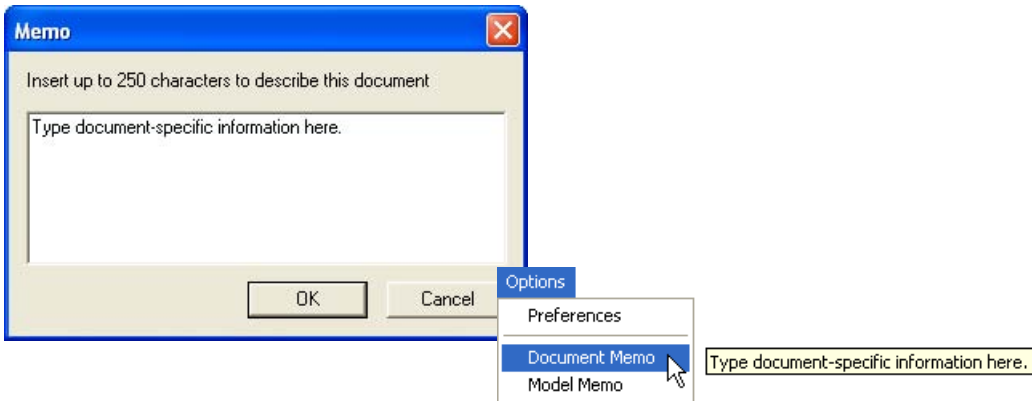 Memo
Insert up to 250 characters to describe this document
Type document-specific information here.
OK
Cancel
Options
Preferences
Document Memo
Type document-specific information here.
Model Memo